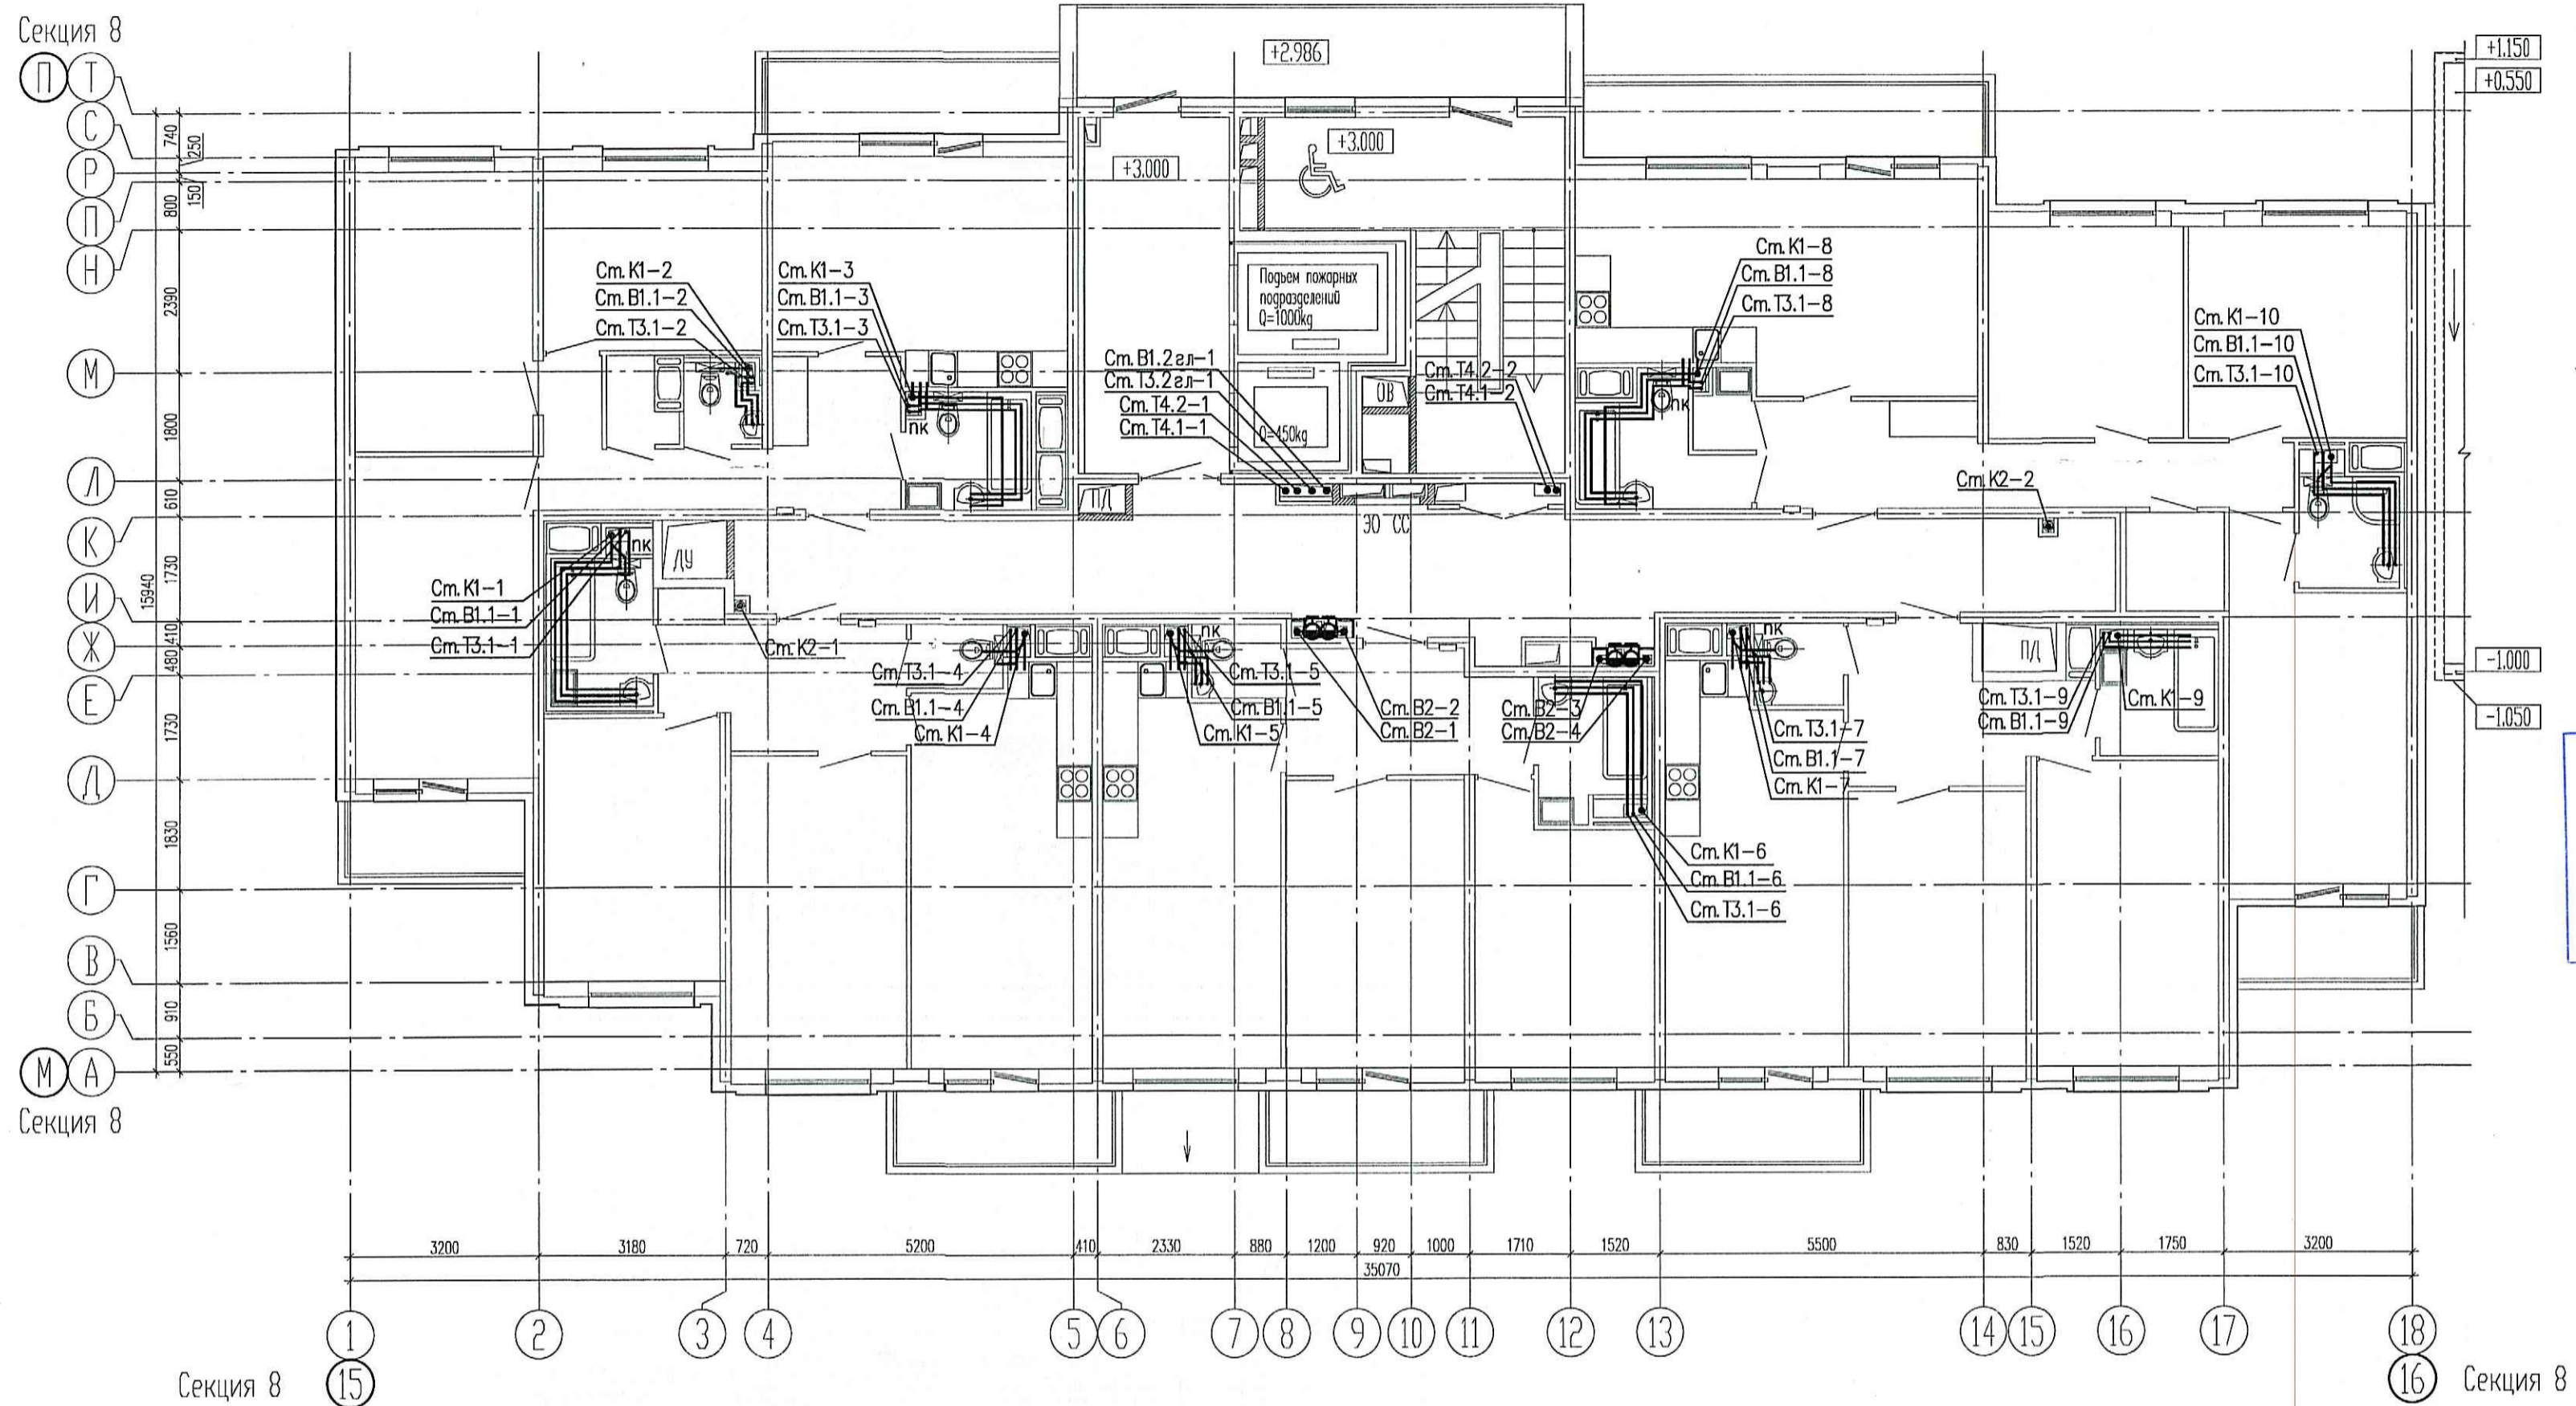 Секция 8
П Т
С
Р
П
Н
М
Л
К
И
Ж
Е
Д
Г
В
Б
М А
Секция 8
740
250
150
800
2390
1800
610
1730
15940
410
480
1730
1830
1560
910
550
+2.986
+1.150
+0.550
+3.000
+3.000
Ст. К1-2
Ст. В1.1-2
Ст. Т3.1-2
Ст. К1-3
Ст. В1.1-3
Ст. Т3.1-3
пк
Подъем пожарных
подразделений
Q=1000kg
Q=450kg
ОВ
Ст. В1.2гл-1
Ст. Т3.2гл-1
Ст. Т4.2-1
Ст. Т4.1-1
Ст. Т4.2-2
Ст. Т4.1-2
Ст. К1-8
Ст. В1.1-8
Ст. Т3.1-8
пк
Ст. К1-10
Ст. В1.1-10
Ст. Т3.1-10
Ст. К2-2
ПД
ЭО СС
пк
ДУ
Ст. К1-1
Ст. В1.1-1
Ст. Т3.1-1
Ст. К2-1
Ст. Т3.1-4
Ст. В1.1-4
Ст. К1-4
пк
Ст. Т3.1-5
Ст. В1.1-5
Ст. К1-5
Ст. В2-2
Ст. В2-1
Ст. В2-3
Ст. В2-4
пк
Ст. Т3.1-7
Ст. В1.1-7
Ст. К1-7
ПД
Ст. Т3.1-9
Ст. В1.1-9
Ст. К1-9
-1.000
-1.050
Ст. К1-6
Ст. В1.1-6
Ст. Т3.1-6
3200 3180 720 5200 410 2330 880 1200 920 1000 1710 1520 5500 830 1520 1750 3200
35070
1 2 3 4 5 6 7 8 9 10 11 12 13 14 15 16 17 18
Секция 8 15
16 Секция 8